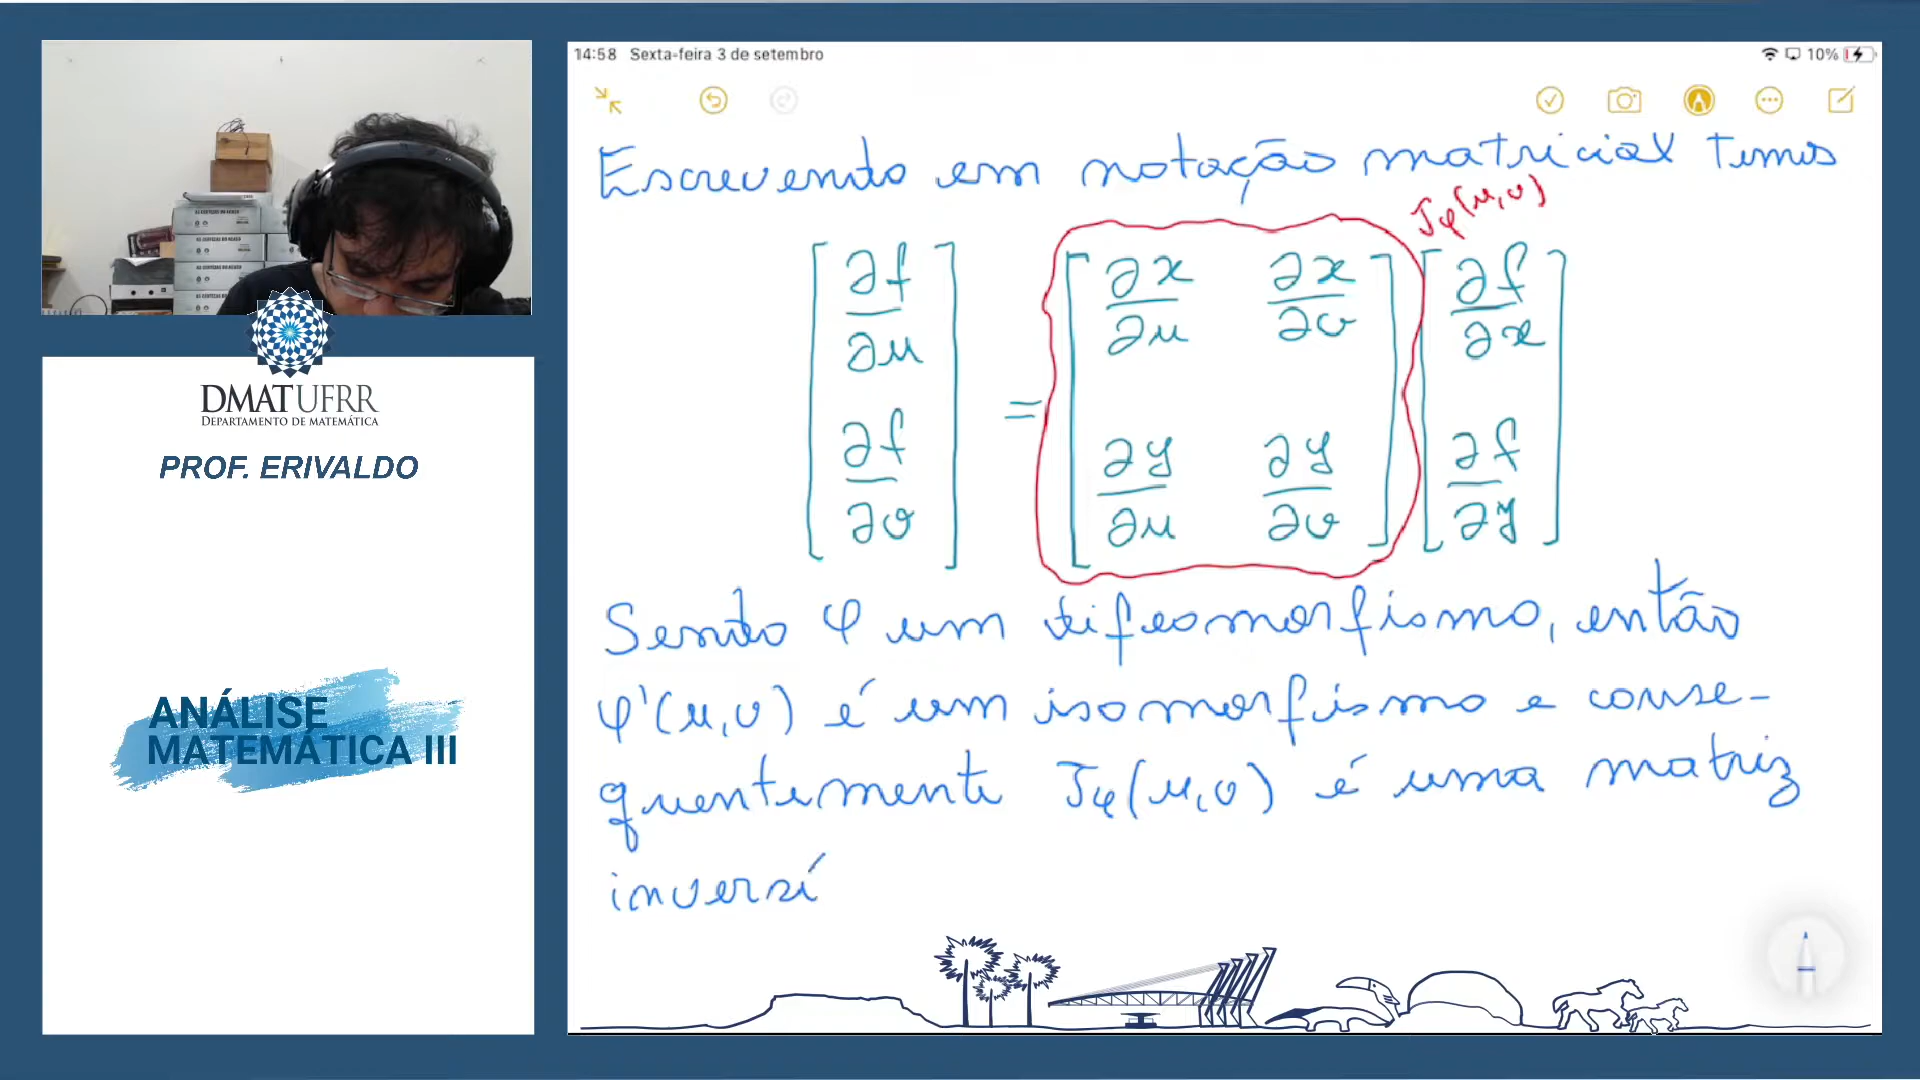 14:58 Sexta-feira 3 de setembro
10%
Escrevendo em notação matricial temos
Jφ(u,v)
[∂f/∂u ∂f/∂v] = [∂x/∂u ∂x/∂v ∂y/∂u ∂y/∂v] [∂f/∂x ∂f/∂y]
Sendo φ um difeomorfismo, então
φ'(u,v) é um isomorfismo e conse-
quentemente Jφ(u,v) é uma matriz
inversí
DMATUFRR
DEPARTAMENTO DE MATEMÁTICA
PROF. ERIVALDO
ANÁLISE
MATEMÁTICA III